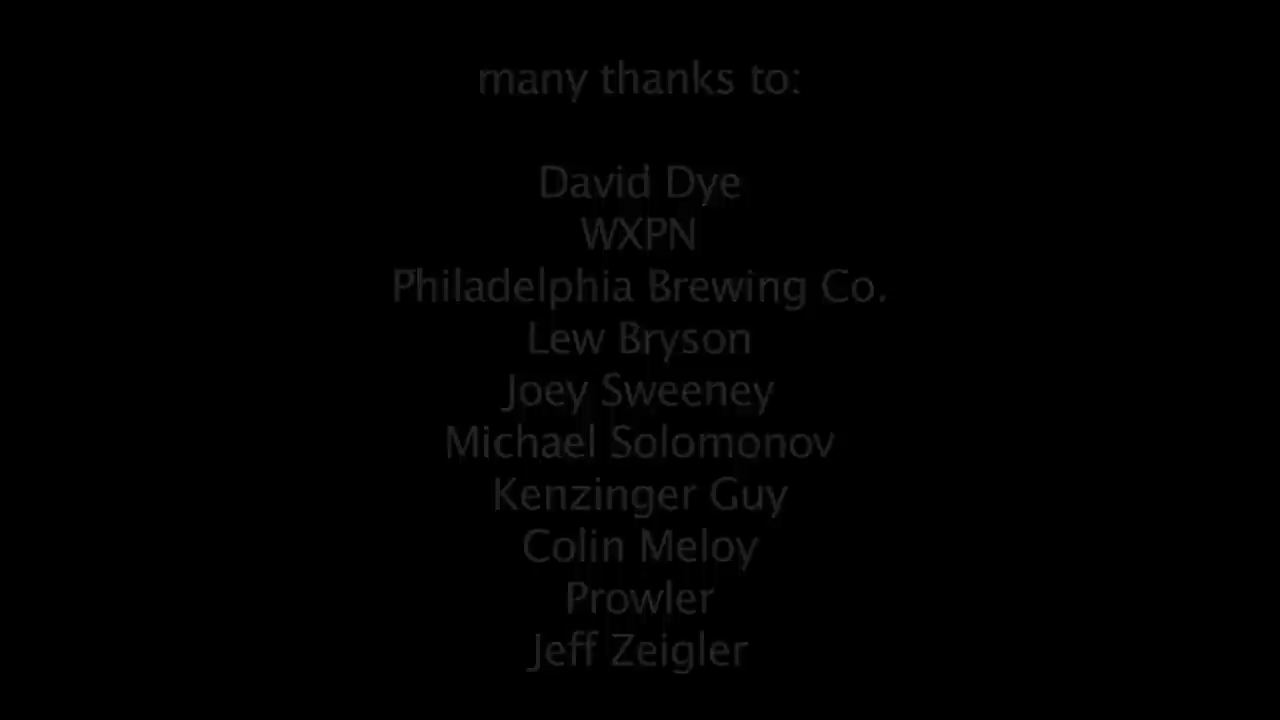 many thanks to:
David Dye
WXPN
Philadelphia Brewing Co.
Lew Bryson
Joey Sweeney
Michael Solomonov
Kenzinger Guy
Colin Meloy
Prowler
Jeff Zeigler